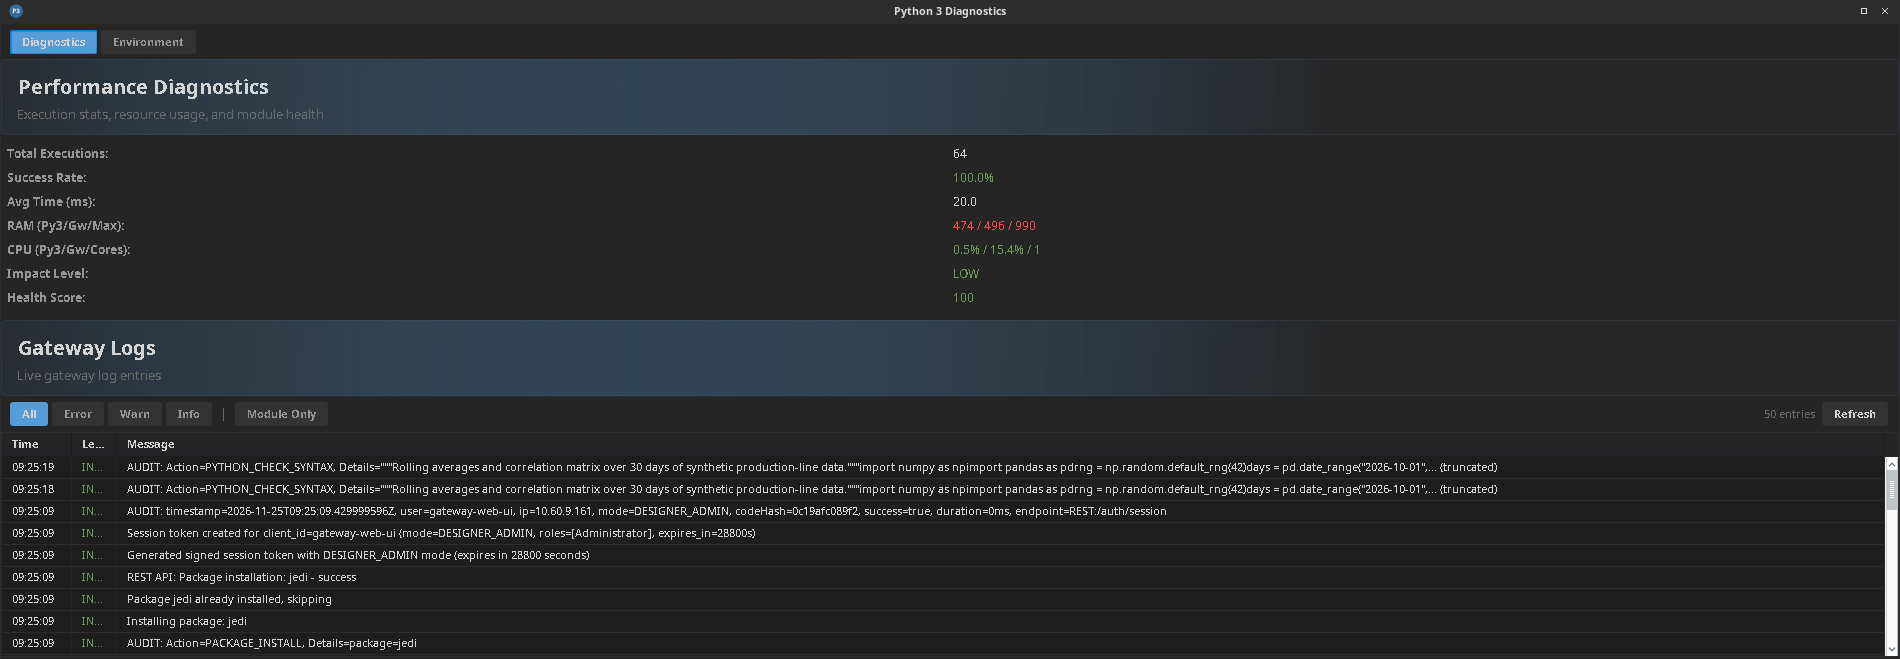 P3
Python 3 Diagnostics
Diagnostics Environment
Performance Diagnostics
Execution stats, resource usage, and module health
Total Executions: 64
Success Rate: 100.0%
Avg Time (ms): 20.0
RAM (Py3/Gw/Max): 474 / 496 / 990
CPU (Py3/Gw/Cores): 0.5% / 15.4% / 1
Impact Level: LOW
Health Score: 100
Gateway Logs
Live gateway log entries
All Error Warn Info | Module Only 50 entries Refresh
Time Le... Message
09:25:19 IN... AUDIT: Action=PYTHON_CHECK_SYNTAX, Details="""Rolling averages and correlation matrix over 30 days of synthetic production-line data."""import numpy as npimport pandas as pdrng = np.random.default_rng(42)days = pd.date_range("2026-10-01",... (truncated)
09:25:18 IN... AUDIT: Action=PYTHON_CHECK_SYNTAX, Details="""Rolling averages and correlation matrix over 30 days of synthetic production-line data."""import numpy as npimport pandas as pdrng = np.random.default_rng(42)days = pd.date_range("2026-10-01",... (truncated)
09:25:09 IN... AUDIT: timestamp=2026-11-25T09:25:09.429999596Z, user=gateway-web-ui, ip=10.60.9.161, mode=DESIGNER_ADMIN, codeHash=0c19afc089f2, success=true, duration=0ms, endpoint=REST:/auth/session
09:25:09 IN... Session token created for client_id=gateway-web-ui (mode=DESIGNER_ADMIN, roles=[Administrator], expires_in=28800s)
09:25:09 IN... Generated signed session token with DESIGNER_ADMIN mode (expires in 28800 seconds)
09:25:09 IN... REST API: Package installation: jedi - success
09:25:09 IN... Package jedi already installed, skipping
09:25:09 IN... Installing package: jedi
09:25:09 IN... AUDIT: Action=PACKAGE_INSTALL, Details=package=jedi